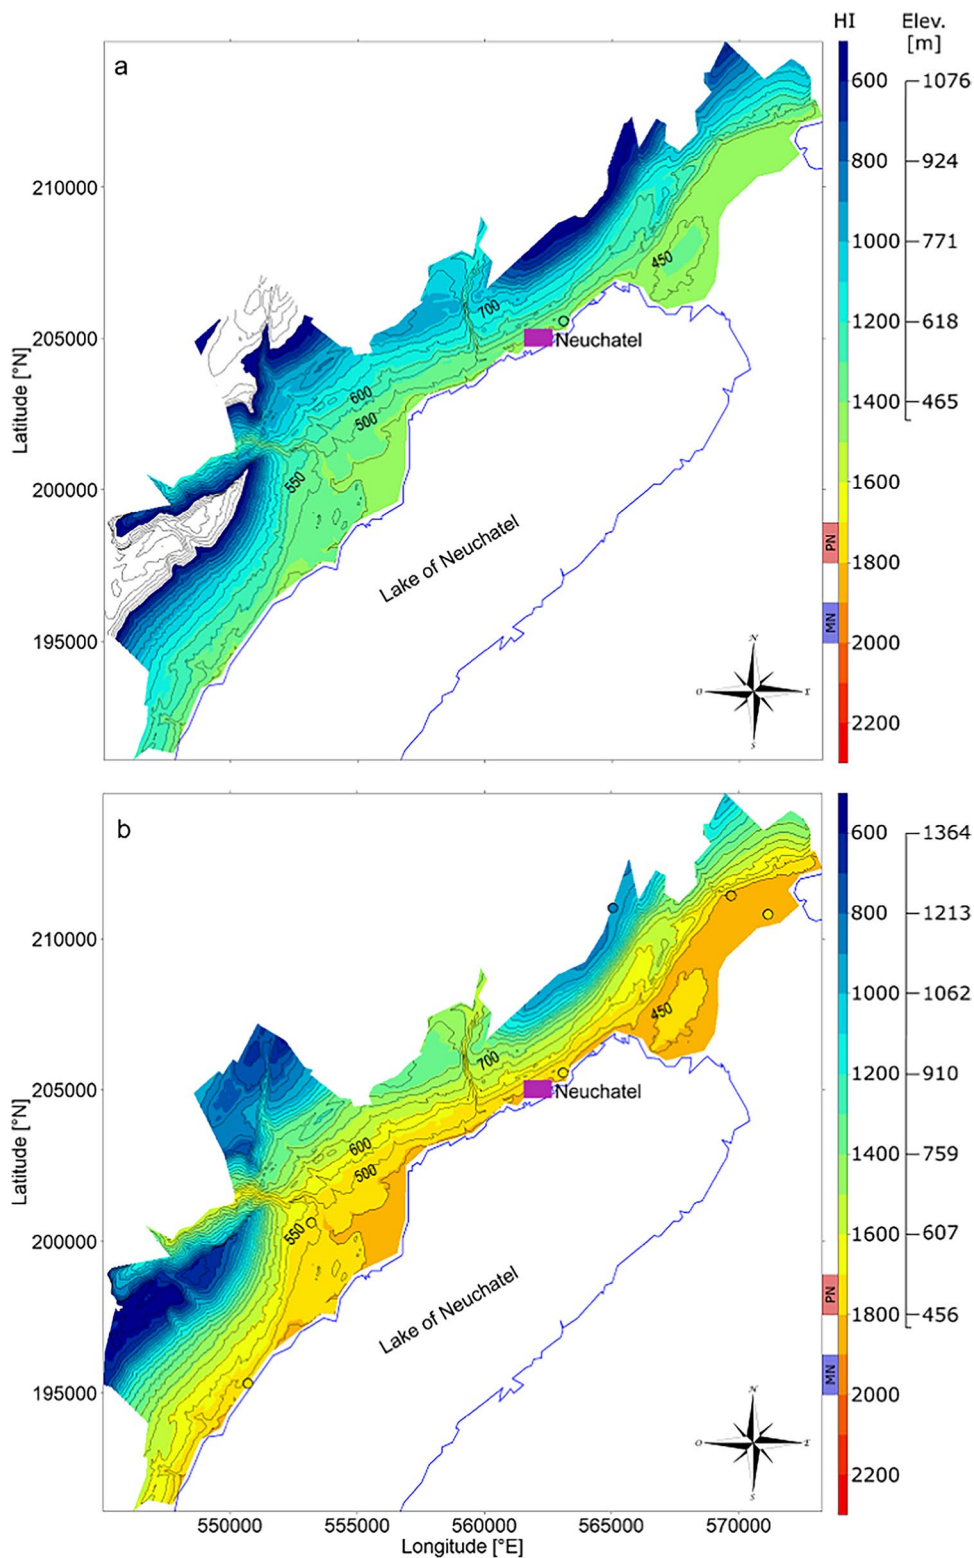 HI Elev.
[m]
a
600 1076
800 924
210000
1000 771
450
700
1200 618
205000
Neuchatel
Latitude [°N]
600
1400 465
500
550
200000
1600
Lake of Neuchatel
PN
1800
MN
195000
2000
N
O E
S
2200
b
600 1364
800 1213
210000
1000 1062
450
700
1200 910
205000
Neuchatel
Latitude [°N]
600
1400 759
500
550
200000
1600 607
Lake of Neuchatel
PN
1800 456
MN
195000
2000
N
O E
S
2200
550000 555000 560000 565000 570000
Longitude [°E]